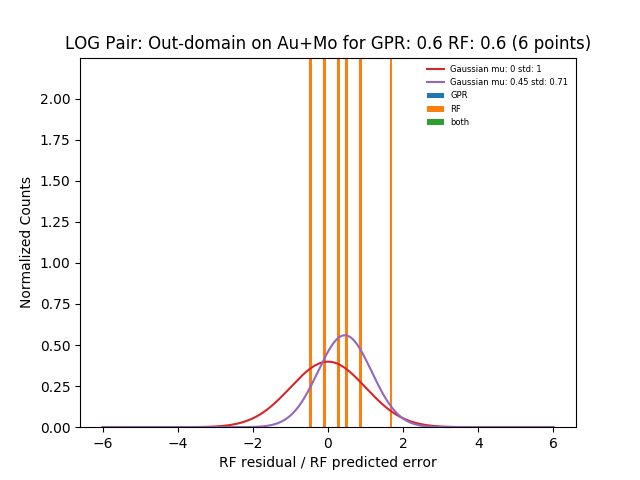 LOG Pair: Out-domain on Au+Mo for GPR: 0.6 RF: 0.6 (6 points)
Gaussian mu: 0 std: 1
Gaussian mu: 0.45 std: 0.71
GPR
RF
both
2.00
1.75
1.50
1.25
1.00
0.75
0.50
0.25
0.00
Normalized Counts
−6
−4
−2
0
2
4
6
RF residual / RF predicted error